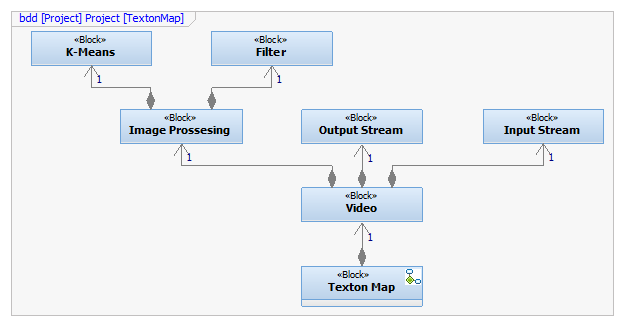 bdd [Project] Project [TextonMap]
«Block»
K-Means
«Block»
Filter
1
1
«Block»
Image Prossesing
«Block»
Output Stream
«Block»
Input Stream
1
1
1
«Block»
Video
1
«Block»
Texton Map